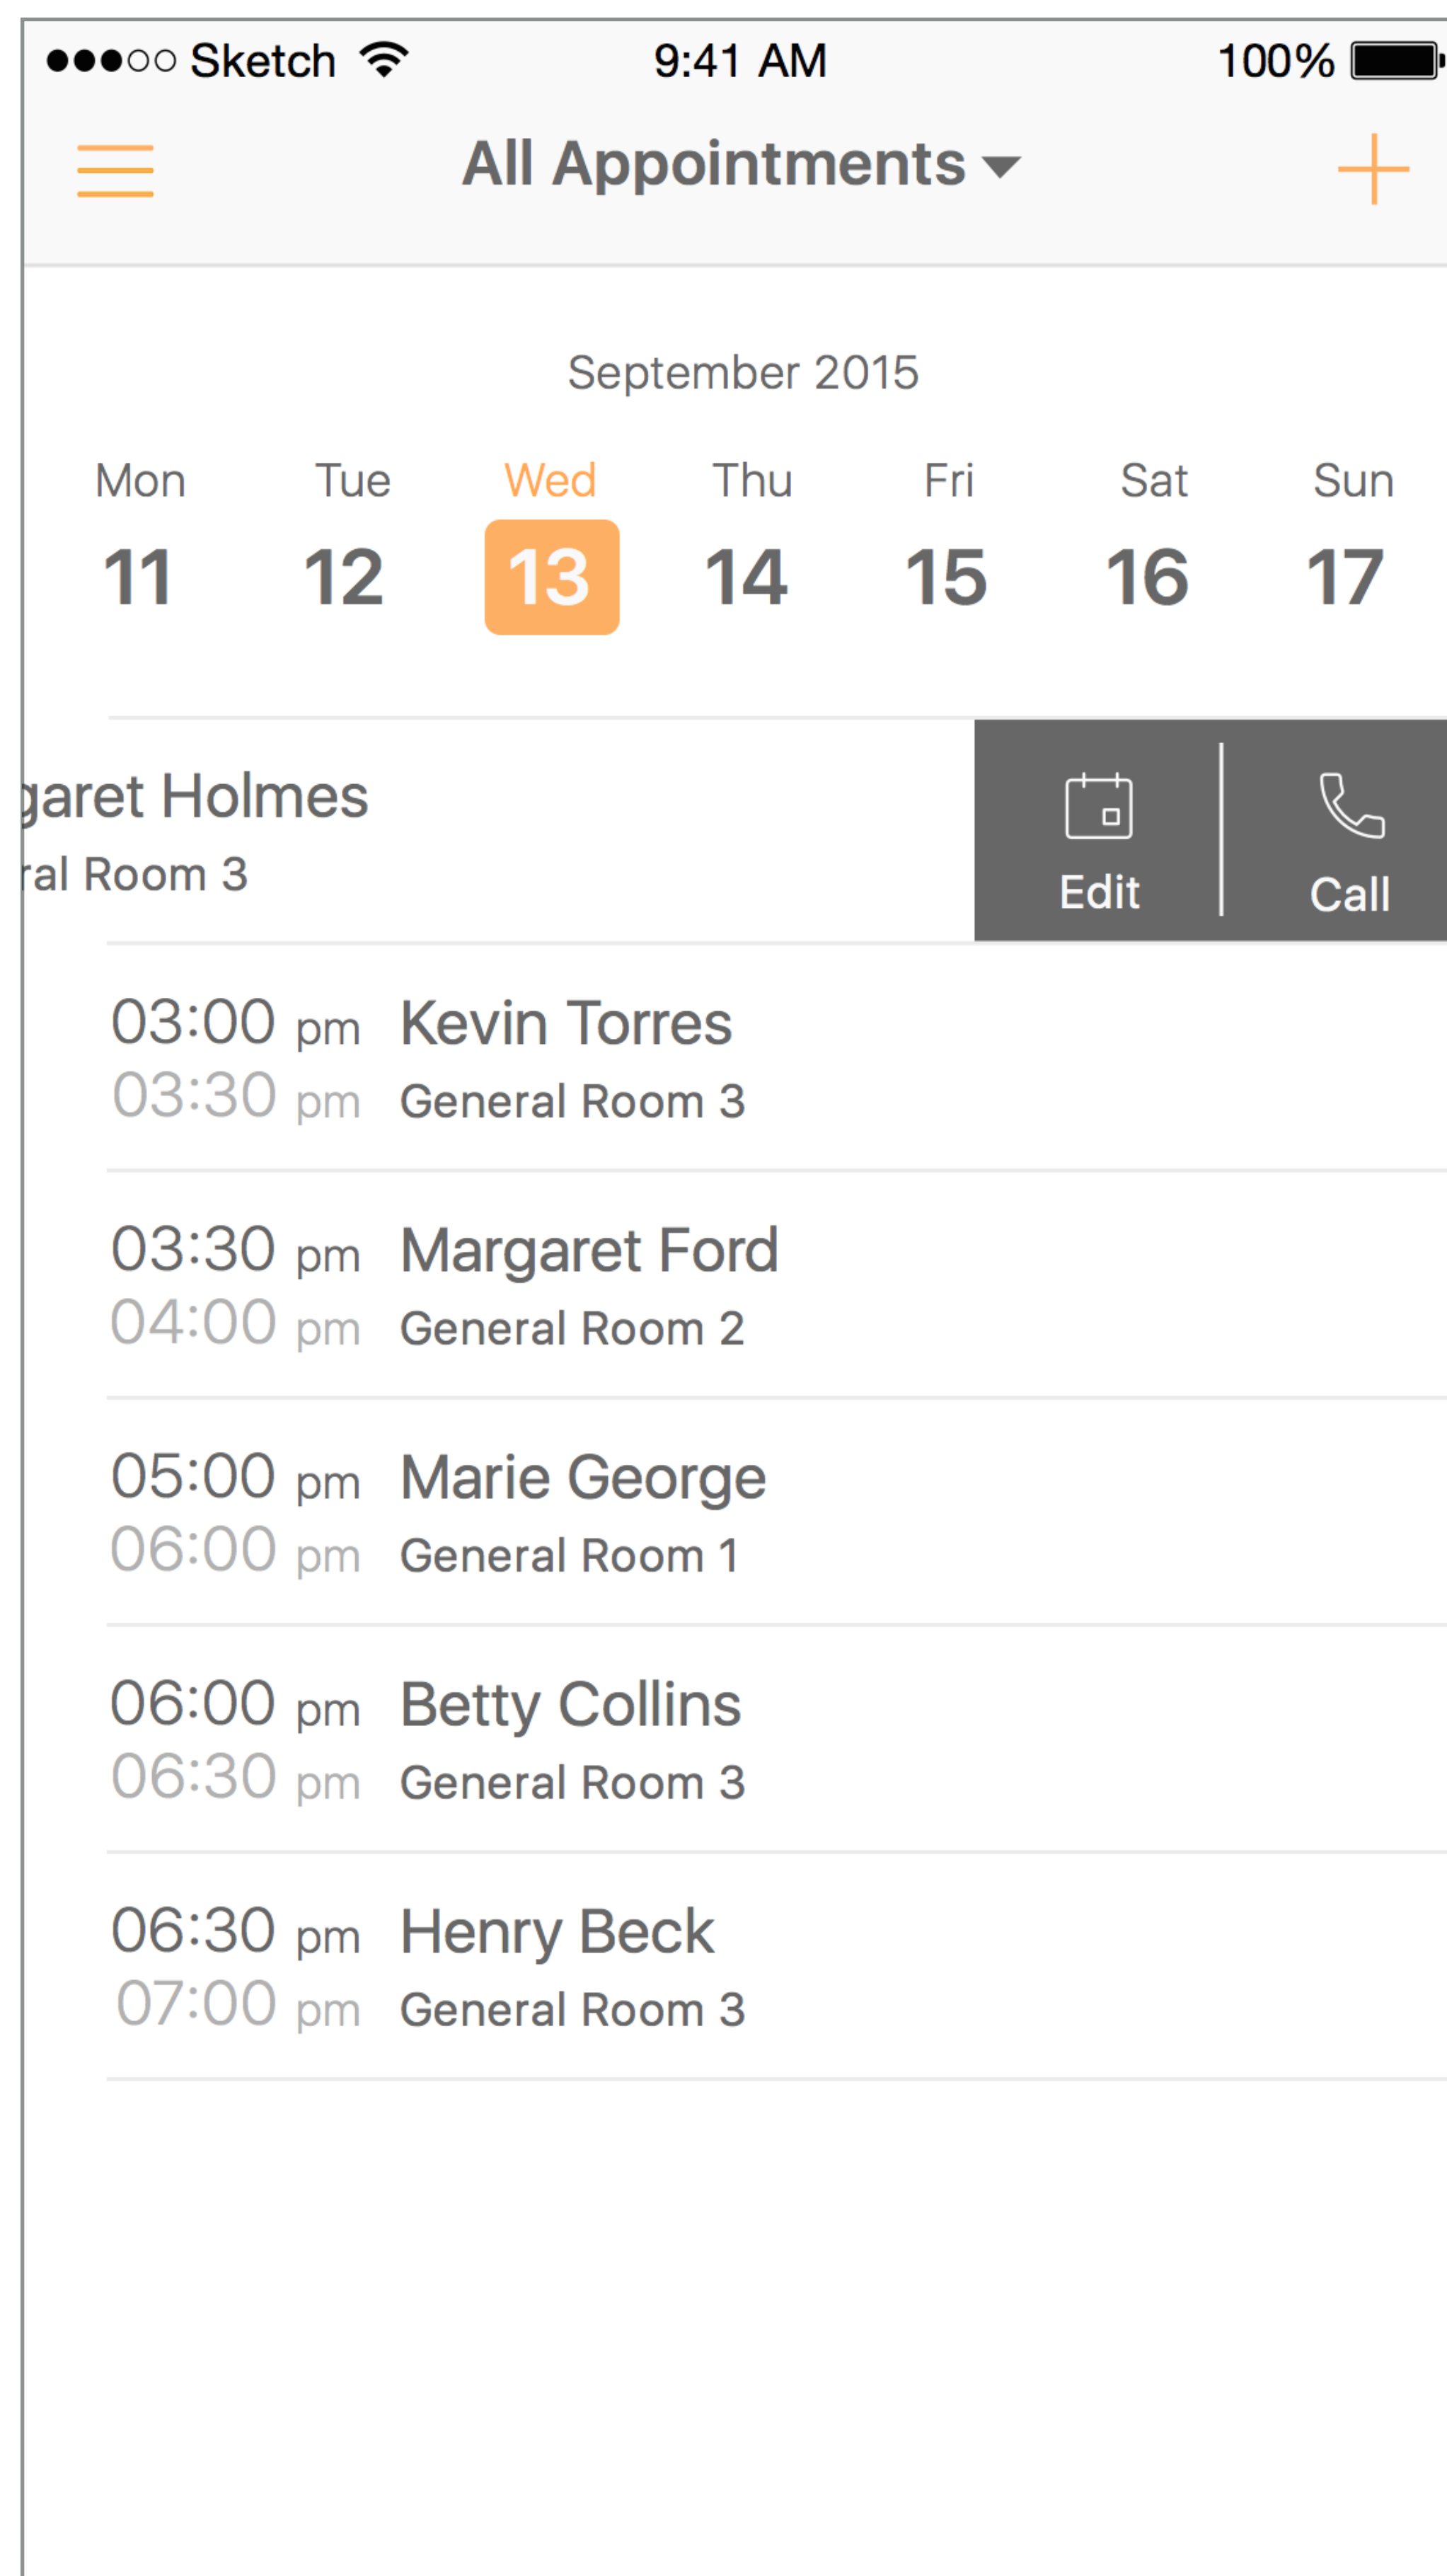 Sketch 9:41 AM 100%
All Appointments
September 2015
Mon Tue Wed Thu Fri Sat Sun
11 12 13 14 15 16 17
garet Holmes
ral Room 3
Edit Call
03:00 pm Kevin Torres
03:30 pm General Room 3
03:30 pm Margaret Ford
04:00 pm General Room 2
05:00 pm Marie George
06:00 pm General Room 1
06:00 pm Betty Collins
06:30 pm General Room 3
06:30 pm Henry Beck
07:00 pm General Room 3